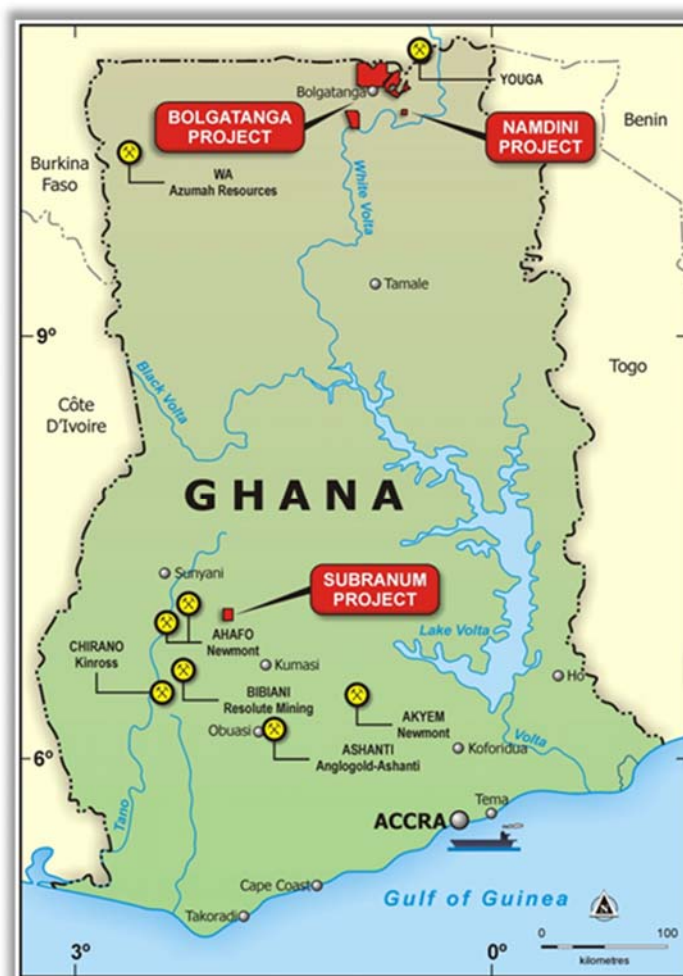 YOUGA
Bolgatanga
BOLGATANGA
PROJECT
NAMDINI
PROJECT
Benin
Burkina
Faso
WA
Azumah Resources
White Volta
Tamale
9°
Togo
Black Volta
Côte
D'Ivoire
GHANA
Sunyani
SUBRANUM
PROJECT
Lake Volta
AHAFO
Newmont
CHIRANO
Kinross
Kumasi
Ho
BIBIANI
Resolute Mining
AKYEM
Newmont
Obuasi
ASHANTI
Anglogold-Ashanti
Koforidua
Volta
6°
Tano
Tema
ACCRA
Cape Coast
Gulf of Guinea
Takoradi
N
0 100
kilometres
3°
0°